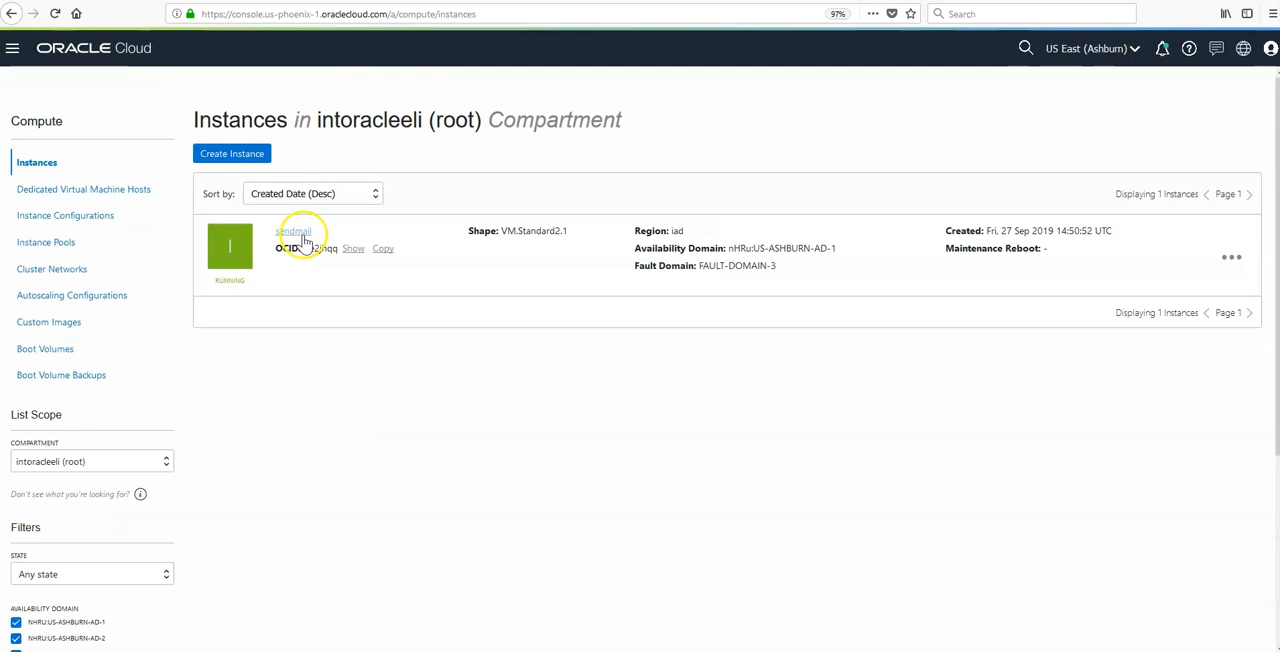 https://console.us-phoenix-1.oraclecloud.com/a/compute/instances
97%
Search
ORACLE Cloud
US East (Ashburn)
Compute
Instances
Dedicated Virtual Machine Hosts
Instance Configurations
Instance Pools
Cluster Networks
Autoscaling Configurations
Custom Images
Boot Volumes
Boot Volume Backups
List Scope
COMPARTMENT
intoracleeli (root)
Don't see what you're looking for?
Filters
STATE
Any state
AVAILABILITY DOMAIN
NHRU:US-ASHBURN-AD-1
NHRU:US-ASHBURN-AD-2
Instances in intoracleeli (root) Compartment
Create Instance
Sort by: Created Date (Desc)
Displaying 1 Instances < Page 1 >
I
RUNNING
sendmail
Show Copy
Shape: VM.Standard2.1
Region: iad
Availability Domain: nHRu:US-ASHBURN-AD-1
Fault Domain: FAULT-DOMAIN-3
Created: Fri, 27 Sep 2019 14:50:52 UTC
Maintenance Reboot: -
Displaying 1 Instances < Page 1 >